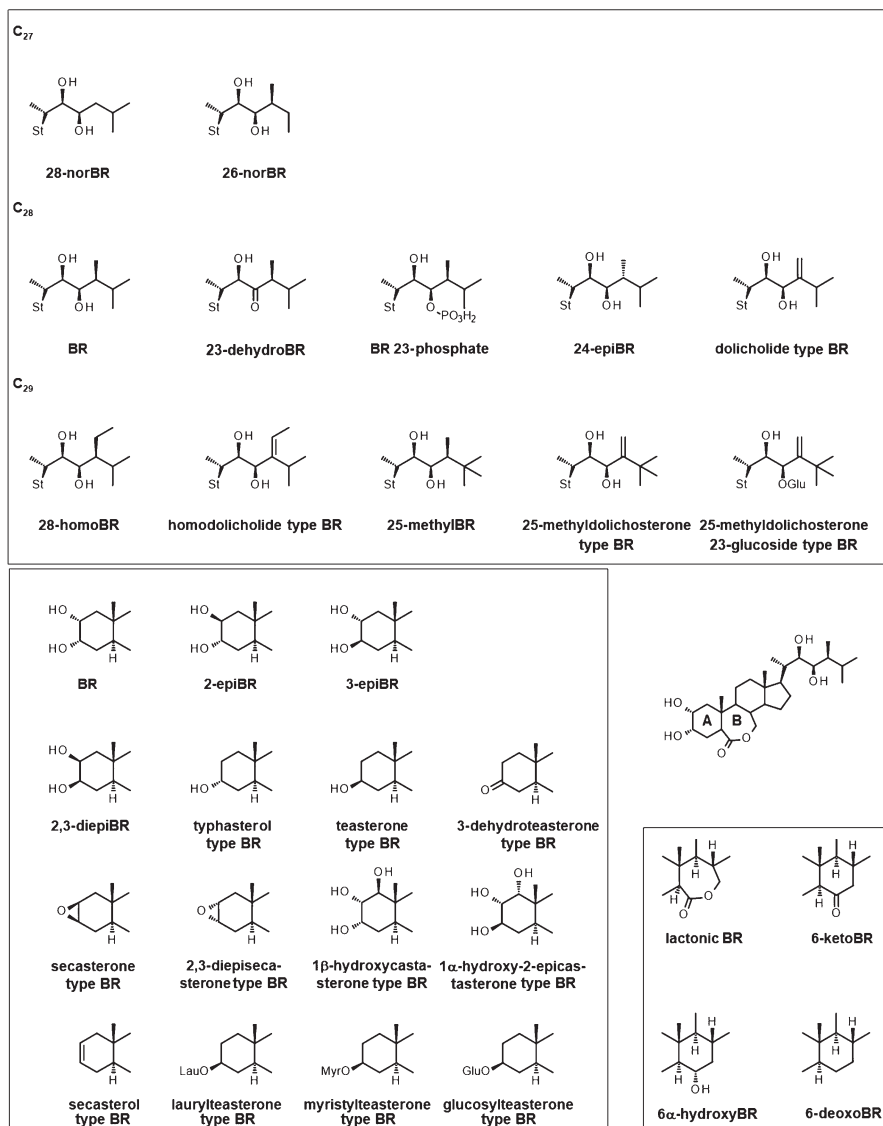 C₂₇
OH
OH
St
28-norBR
OH
OH
St
26-norBR
C₂₈
OH
OH
St
BR
OH
O
St
23-dehydroBR
OH
O
PO₃H₂
St
BR 23-phosphate
OH
OH
St
24-epiBR
OH
OH
St
dolicholide type BR
C₂₉
OH
OH
St
28-homoBR
OH
OH
St
homodolicholide type BR
OH
OH
St
25-methylBR
OH
OH
St
25-methyldolichosterone
type BR
OH
OGlu
St
25-methyldolichosterone
23-glucoside type BR
HO
HO
H
BR
HO
HO
H
2-epiBR
HO
HO
H
3-epiBR
HO
HO
H
2,3-diepiBR
HO
H
typhasterol
type BR
HO
H
teasterone
type BR
O
H
3-dehydroteasterone
type BR
O
H
secasterone
type BR
O
H
2,3-diepiseca-
sterone type BR
OH
HO
HO
H
1β-hydroxycasta-
sterone type BR
OH
HO
HO
H
1α-hydroxy-2-epicas-
tasterone type BR
H
secasterol
type BR
LauO
H
laurylteasterone
type BR
MyrO
H
myristylteasterone
type BR
GluO
H
glucosylteasterone
type BR
OH
OH
HO
HO
A
B
O
O
H
H
H
O
O
lactonic BR
H
H
H
O
6-ketoBR
H
H
H
OH
6α-hydroxyBR
H
H
H
6-deoxoBR